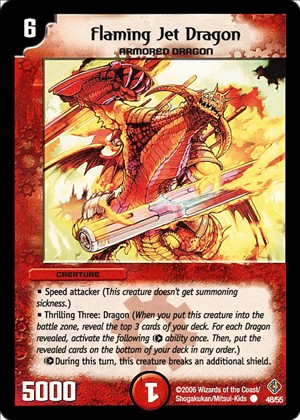 6
Flaming Jet Dragon
ARMORED DRAGON
CREATURE
▪ Speed attacker (This creature doesn't get summoning
sickness.)
▪ Thrilling Three: Dragon (When you put this creature into the
battle zone, reveal the top 3 cards of your deck. For each Dragon
revealed, activate the following ability once. Then, put the
revealed cards on the bottom of your deck in any order.)
During this turn, this creature breaks an additional shield.
5000
1
©2006 Wizards of the Coast/
Shogakukan/Mitsui-Kids
48/55